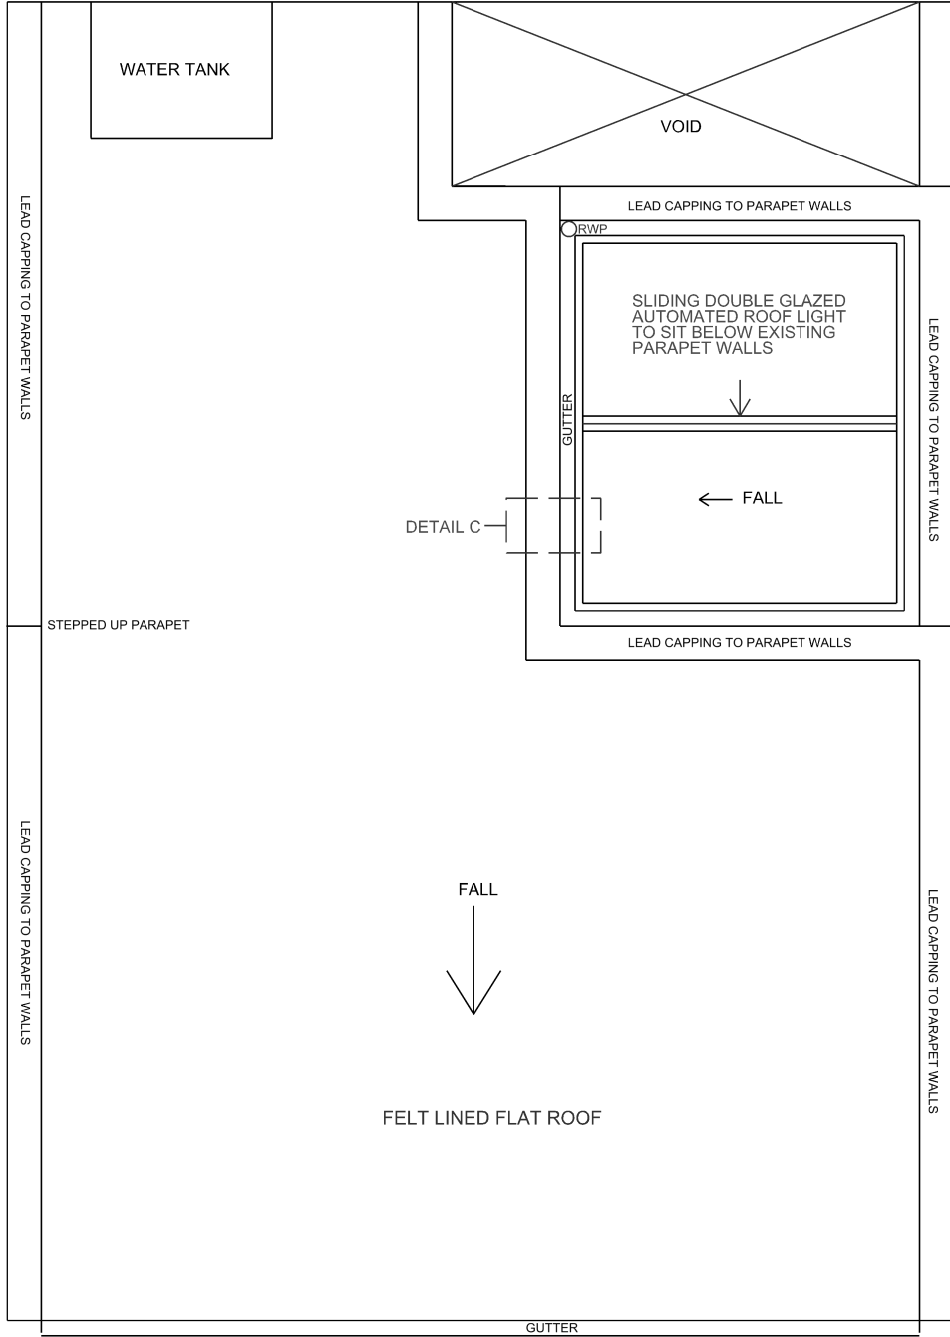 WATER TANK
VOID
LEAD CAPPING TO PARAPET WALLS
LEAD CAPPING TO PARAPET WALLS
RWP
SLIDING DOUBLE GLAZED
AUTOMATED ROOF LIGHT
TO SIT BELOW EXISTING
PARAPET WALLS
LEAD CAPPING TO PARAPET WALLS
GUTTER
FALL
DETAIL C
STEPPED UP PARAPET
LEAD CAPPING TO PARAPET WALLS
LEAD CAPPING TO PARAPET WALLS
FALL
LEAD CAPPING TO PARAPET WALLS
FELT LINED FLAT ROOF
GUTTER